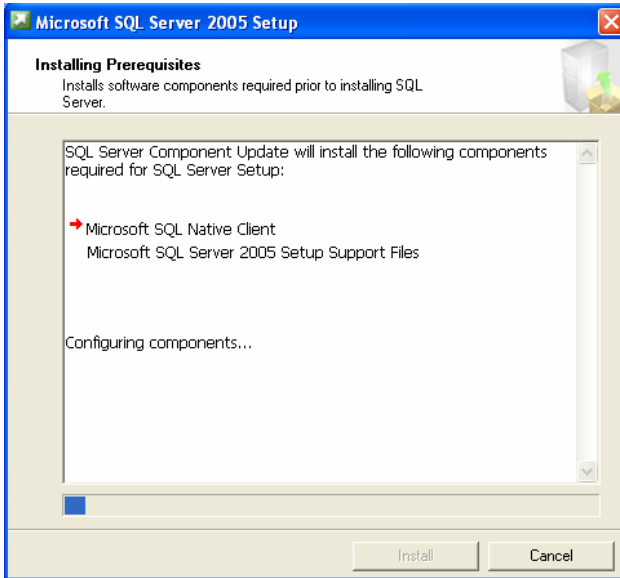 Microsoft SQL Server 2005 Setup
Installing Prerequisites
Installs software components required prior to installing SQL
Server.
SQL Server Component Update will install the following components
required for SQL Server Setup:
Microsoft SQL Native Client
Microsoft SQL Server 2005 Setup Support Files
Configuring components...
Install
Cancel